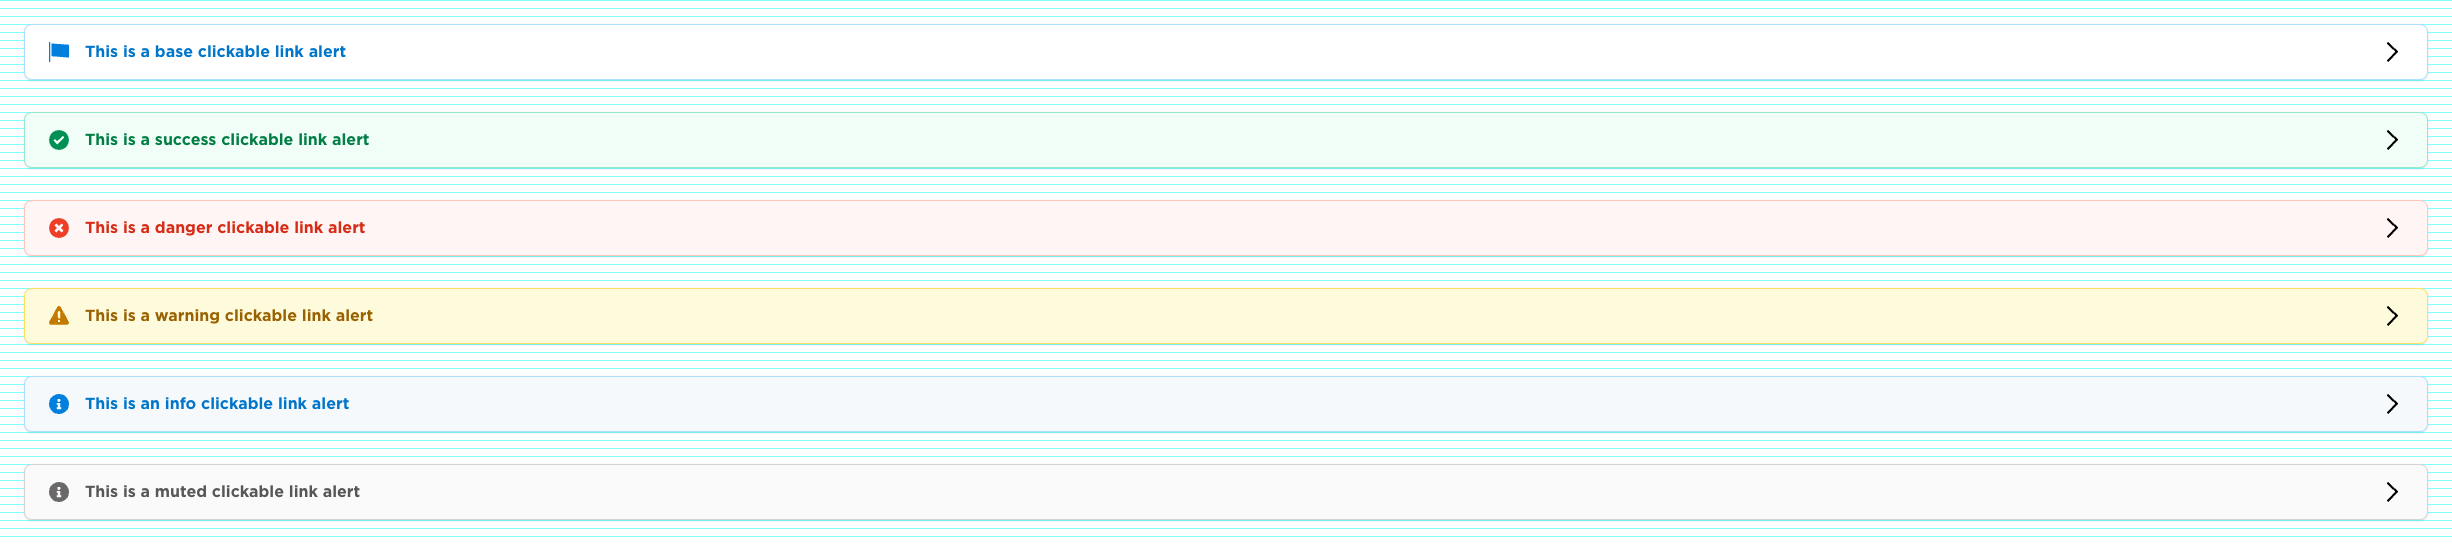 This is a base clickable link alert
This is a success clickable link alert
This is a danger clickable link alert
This is a warning clickable link alert
This is an info clickable link alert
This is a muted clickable link alert